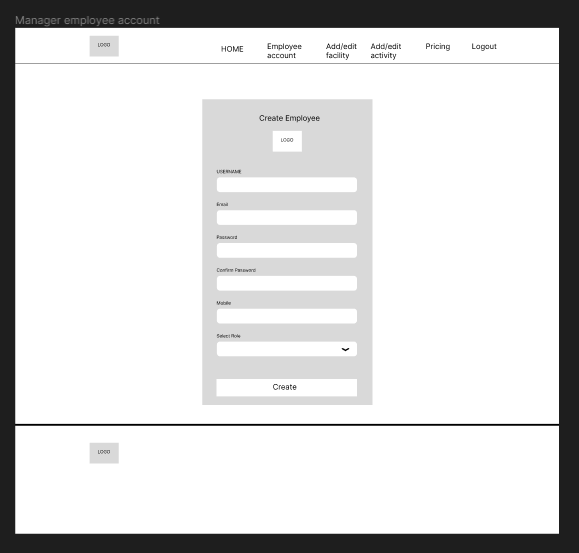 Manager employee account
LOGO
HOME
Employee
account
Add/edit
facility
Add/edit
activity
Pricing
Logout
Create Employee
LOGO
USERNAME
Email
Password
Confirm Password
Mobile
Select Role
Create
LOGO